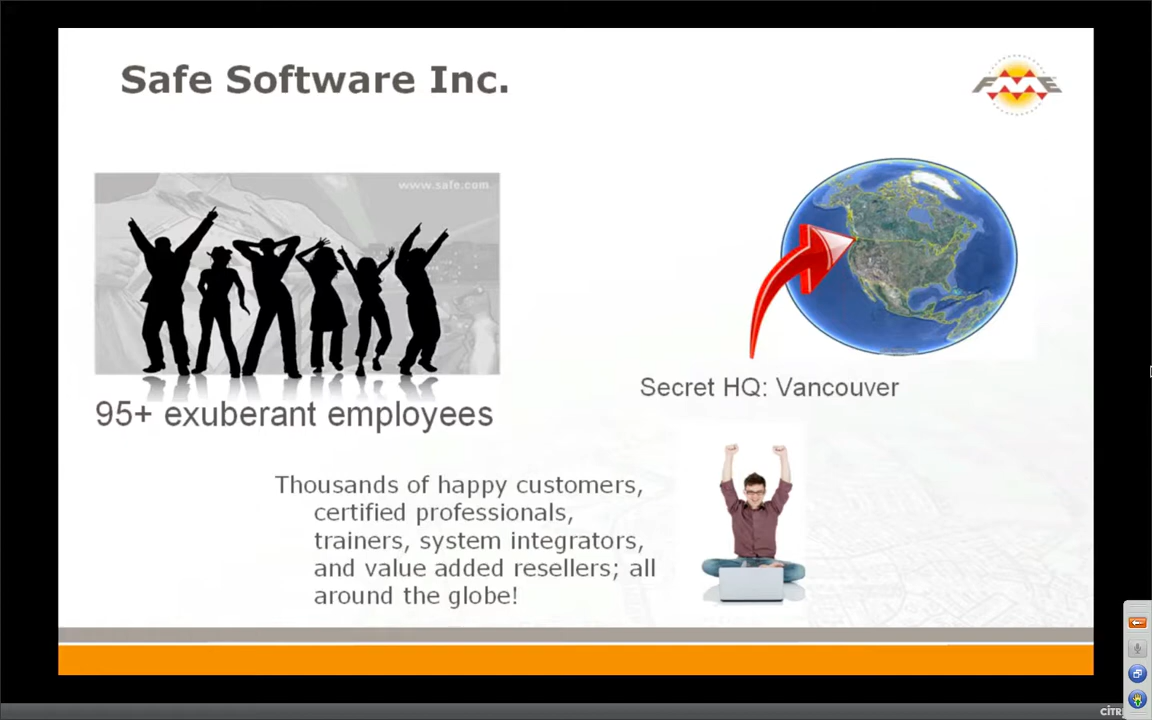 Safe Software Inc.
FME
www.safe.com
95+ exuberant employees
Secret HQ: Vancouver
Thousands of happy customers,
certified professionals,
trainers, system integrators,
and value added resellers; all
around the globe!